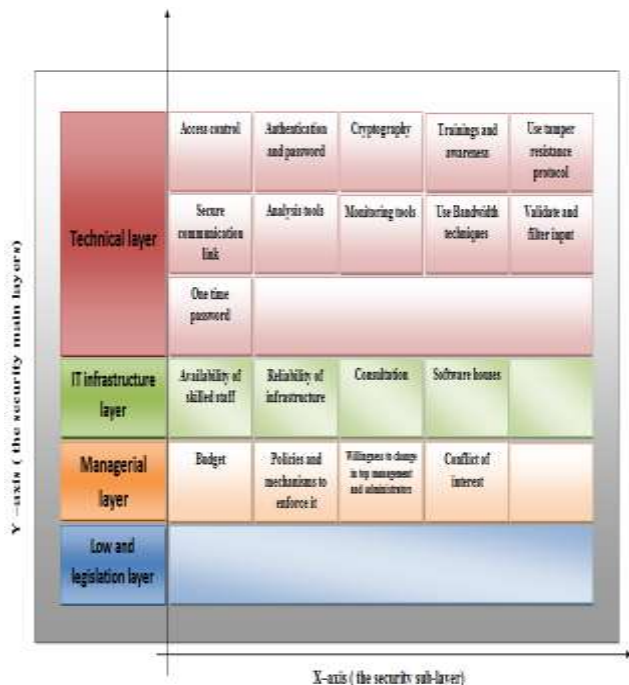 Y –axis ( the security main layers)
Technical layer
Access control
Authentication
and password
Cryptography
Trainings and
awareness
Use tamper
resistance
protocol
Secure
communication
link
Analysis tools
Monitoring tools
Use Bandwidth
techniques
Validate and
filter input
One time
password
IT infrastructure
layer
Availability of
skilled staff
Reliability of
infrastructure
Consultation
Software houses
Managerial
layer
Budget
Policies and
mechanisms to
enforce it
Willingness to change
in top management
and administrators
Conflict of
interest
Low and
legislation layer
X–axis ( the security sub-layer)